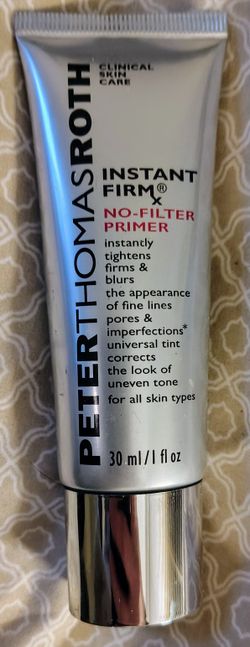 CLINICAL
SKIN
CARE
PETERTHOMASROTH
INSTANT
FIRM®x
NO-FILTER
PRIMER
instantly
tightens
firms &
blurs
the appearance
of fine lines
pores &
imperfections*
universal tint
corrects
the look of
uneven tone
for all skin types
30 ml/1 fl oz